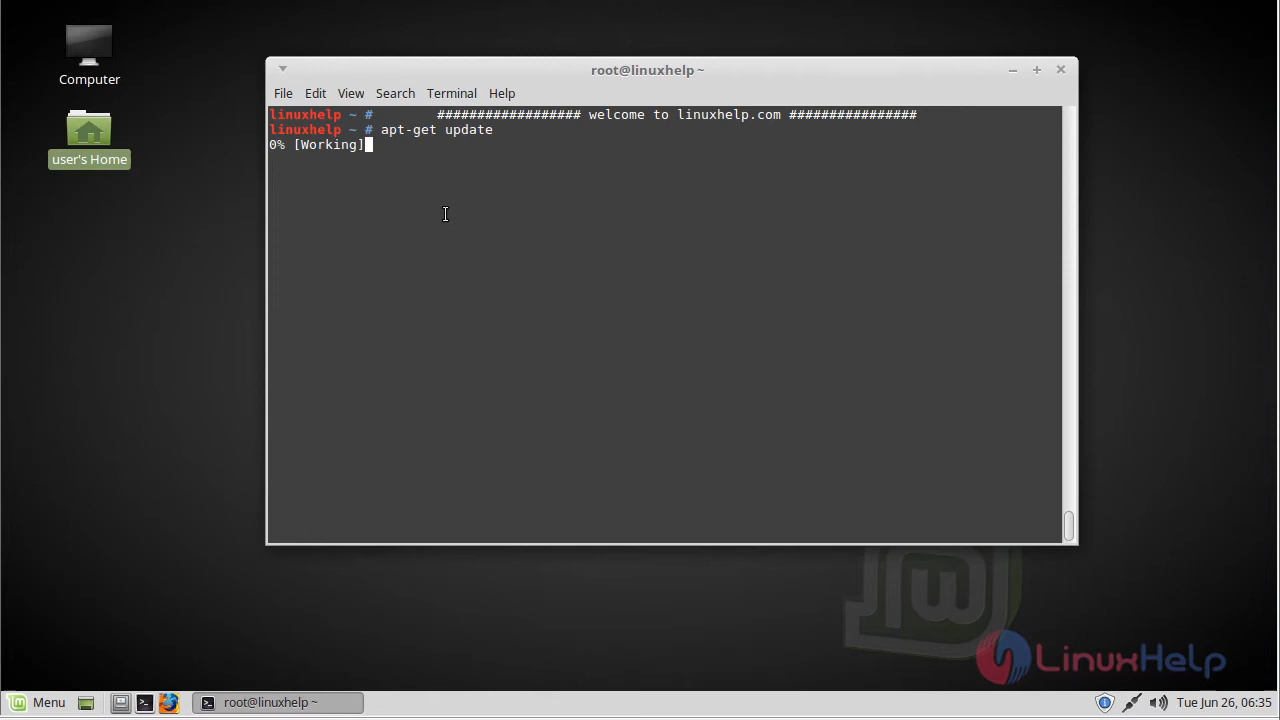 Computer
user's Home
root@linuxhelp ~
File Edit View Search Terminal Help
linuxhelp ~ # ################## welcome to linuxhelp.com ################
linuxhelp ~ # apt-get update
0% [Working]
LinuxHelp
Menu root@linuxhelp ~ Tue Jun 26, 06:35